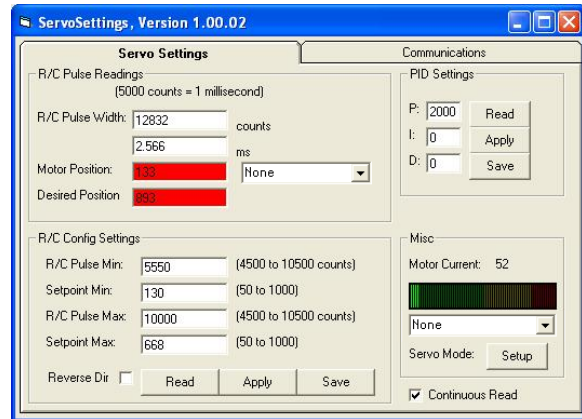 ServoSettings, Version 1.00.02
Servo Settings
Communications
R/C Pulse Readings
(5000 counts = 1 millisecond)
R/C Pulse Width: 12832 counts
2.566 ms
Motor Position: 133 None
Desired Position 893
PID Settings
P: 2000 Read
I: 0 Apply
D: 0 Save
R/C Config Settings
R/C Pulse Min: 5550 (4500 to 10500 counts)
Setpoint Min: 130 (50 to 1000)
R/C Pulse Max: 10000 (4500 to 10500 counts)
Setpoint Max: 668 (50 to 1000)
Reverse Dir Read Apply Save
Misc
Motor Current: 52
None
Servo Mode: Setup
Continuous Read